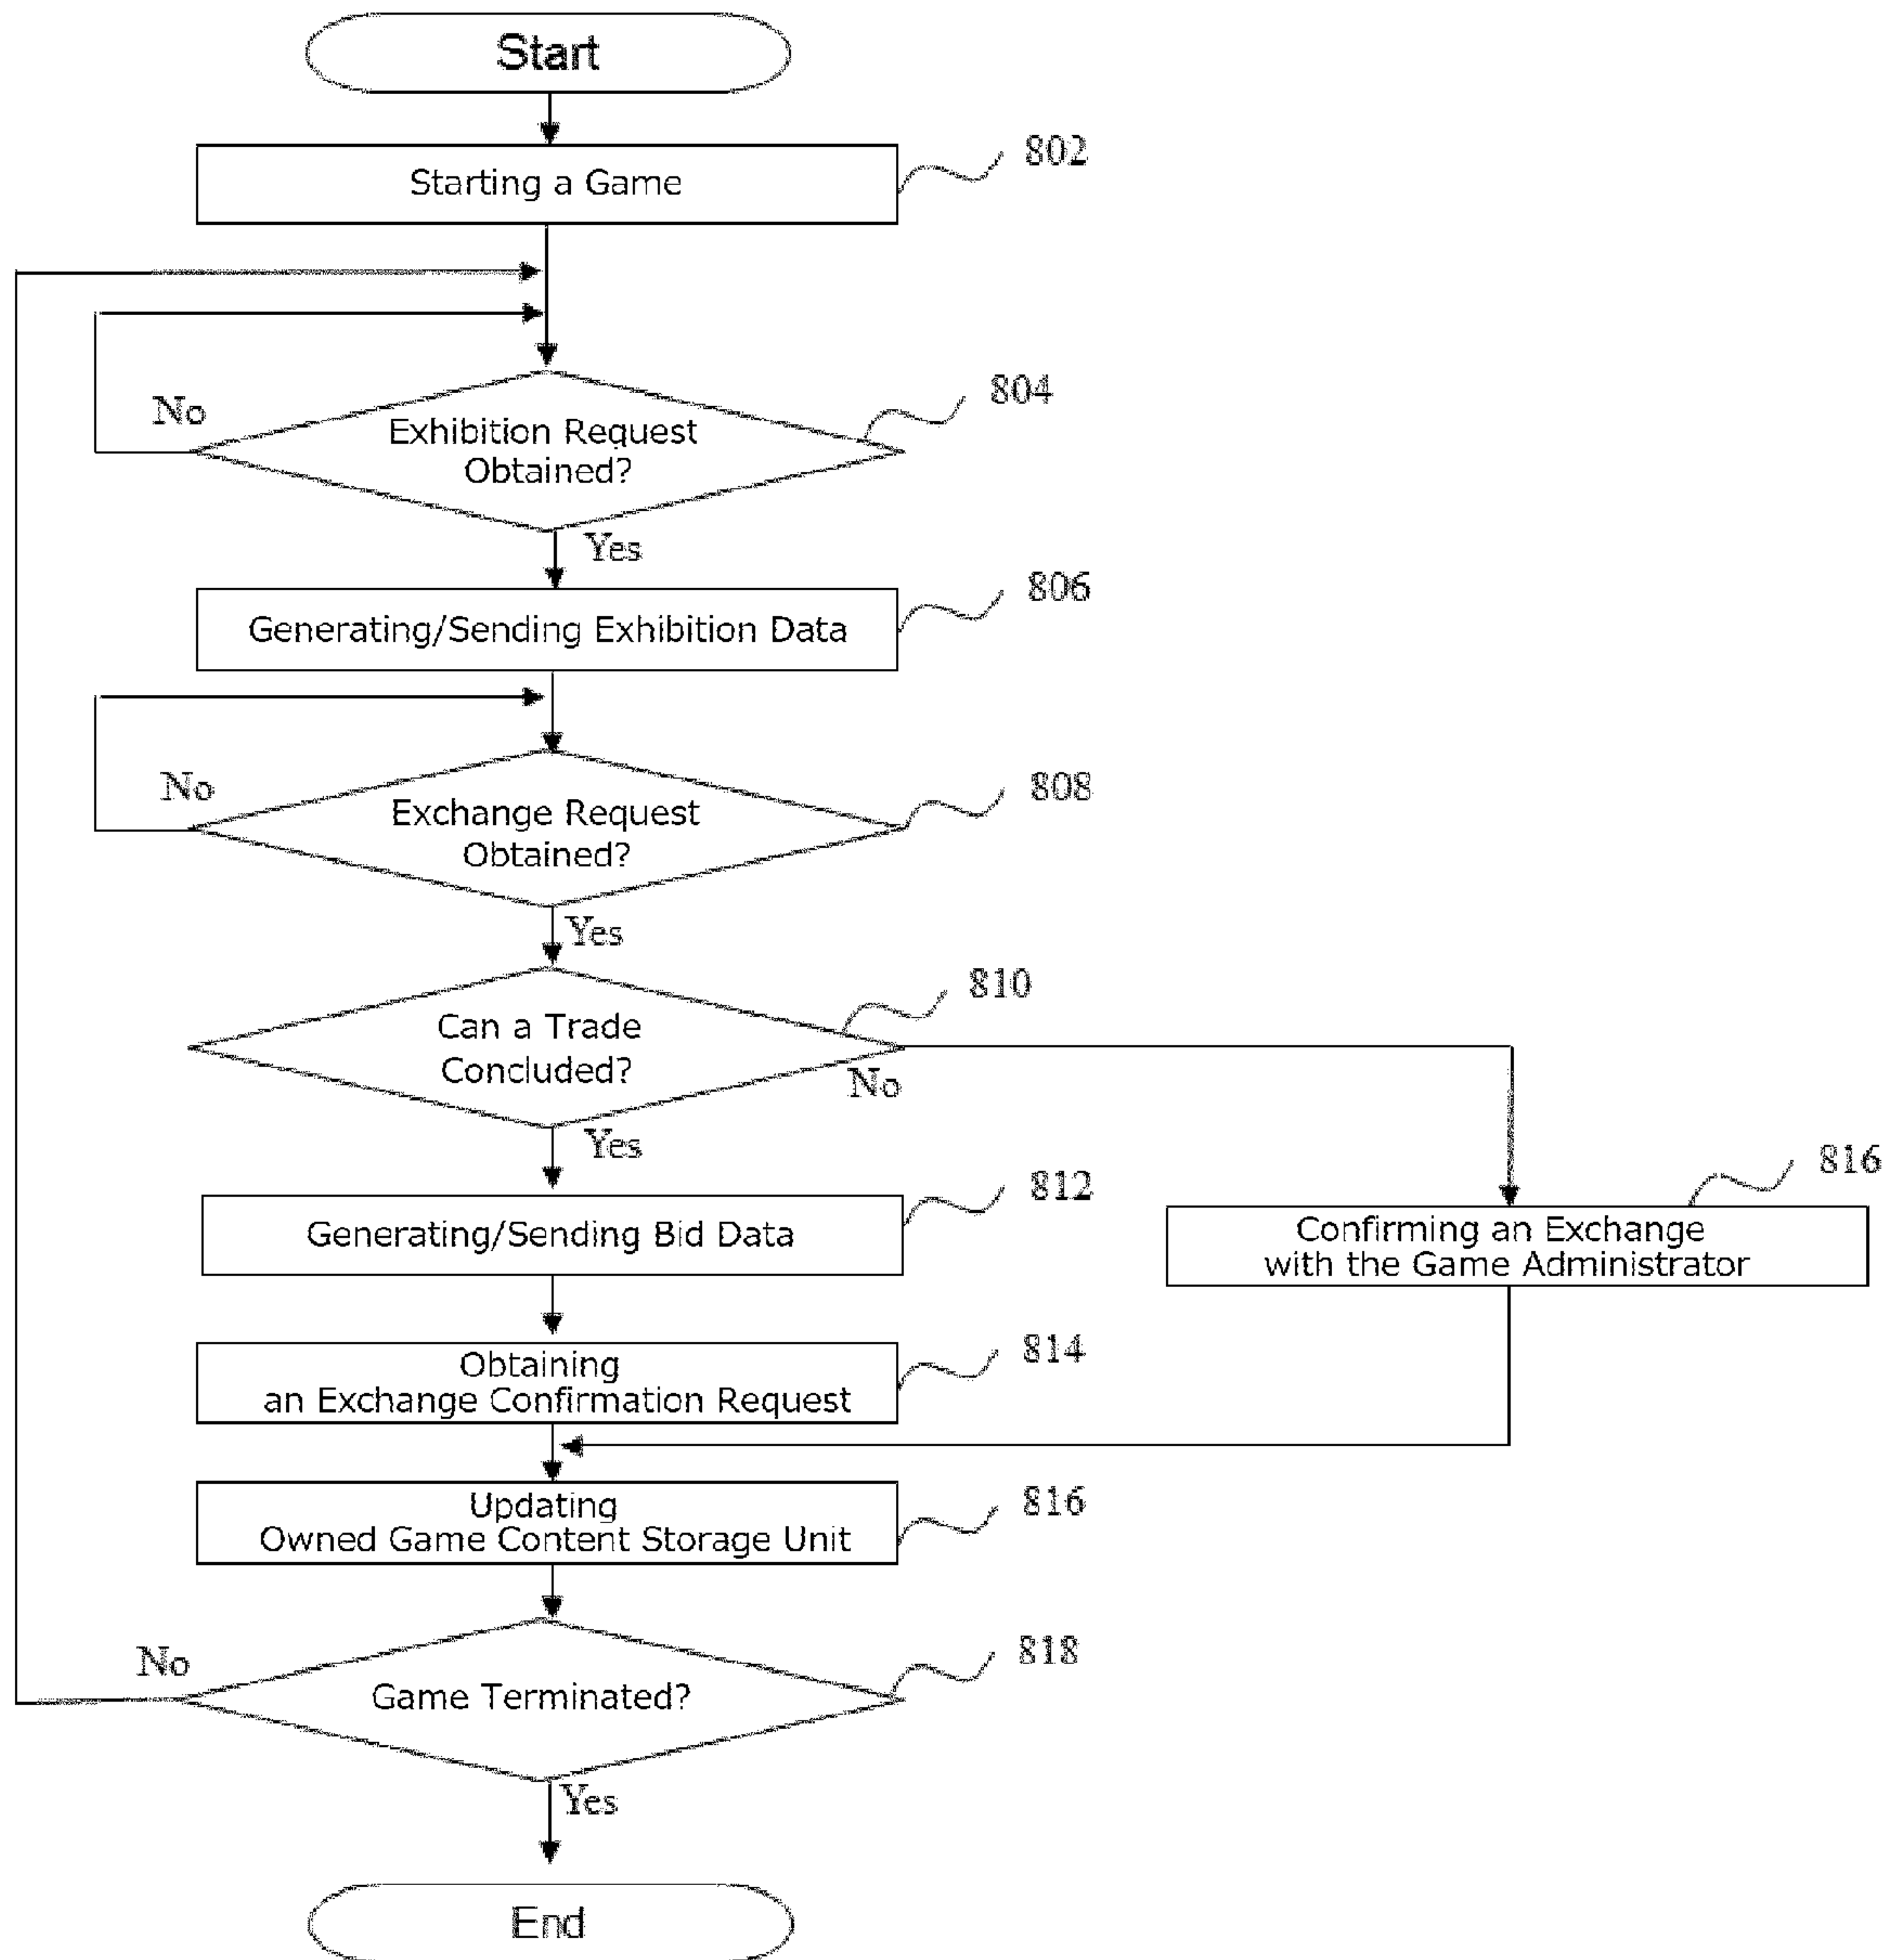 Start
802
Starting a Game
804
No
Exhibition Request
Obtained?
Yes
806
Generating/Sending Exhibition Data
No
808
Exchange Request
Obtained?
Yes
810
Can a Trade
Concluded?
No
Yes
812
816
Generating/Sending Bid Data
Confirming an Exchange
with the Game Administrator
814
Obtaining
an Exchange Confirmation Request
816
Updating
Owned Game Content Storage Unit
No
818
Game Terminated?
Yes
End